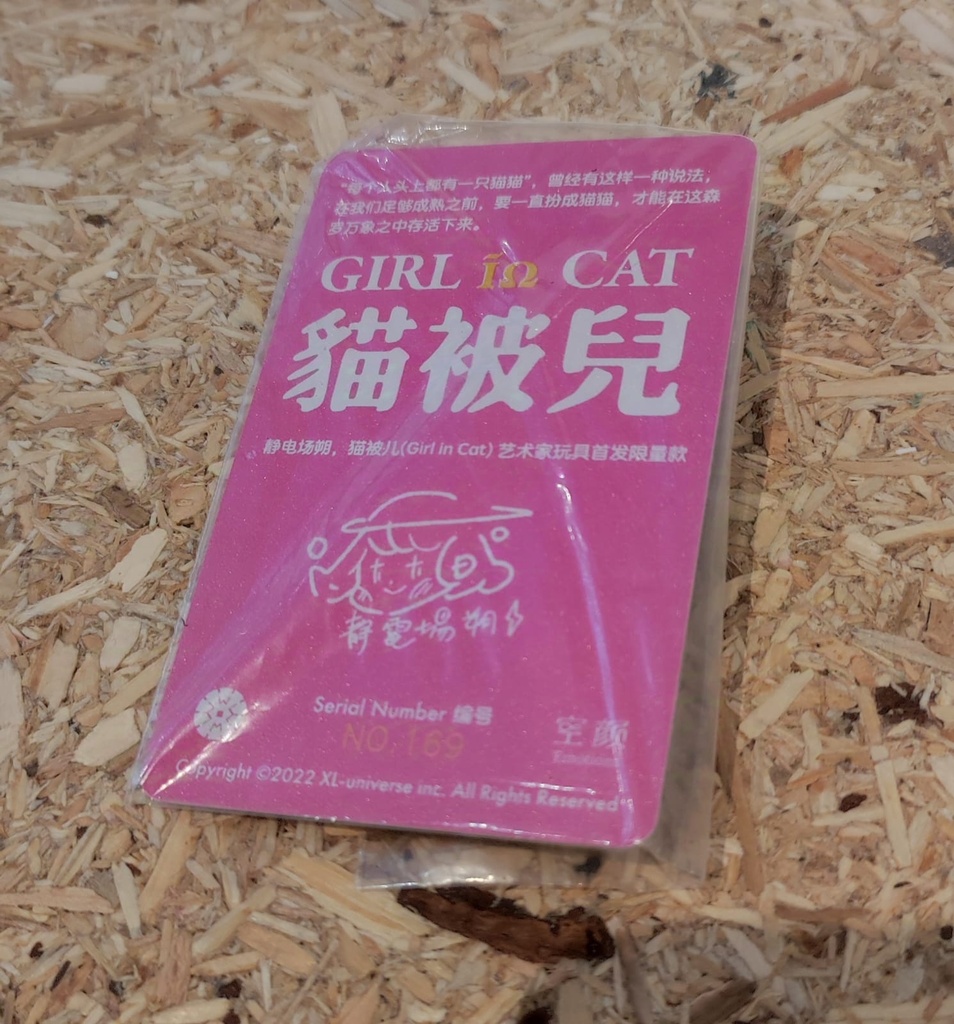 “每个人头上都有一只猫猫”，曾经有这样一种说法，
在我们足够成熟之前，要一直扮成猫猫，才能在这森
罗万象之中存活下来。
GIRL in CAT
貓被兒
静电场朔，猫被儿(Girl in Cat) 艺术家玩具首发限量款
靜電場朔
Serial Number 编号
NO.169
空颜
Copyright ©2022 XL-universe inc. All Rights Reserved